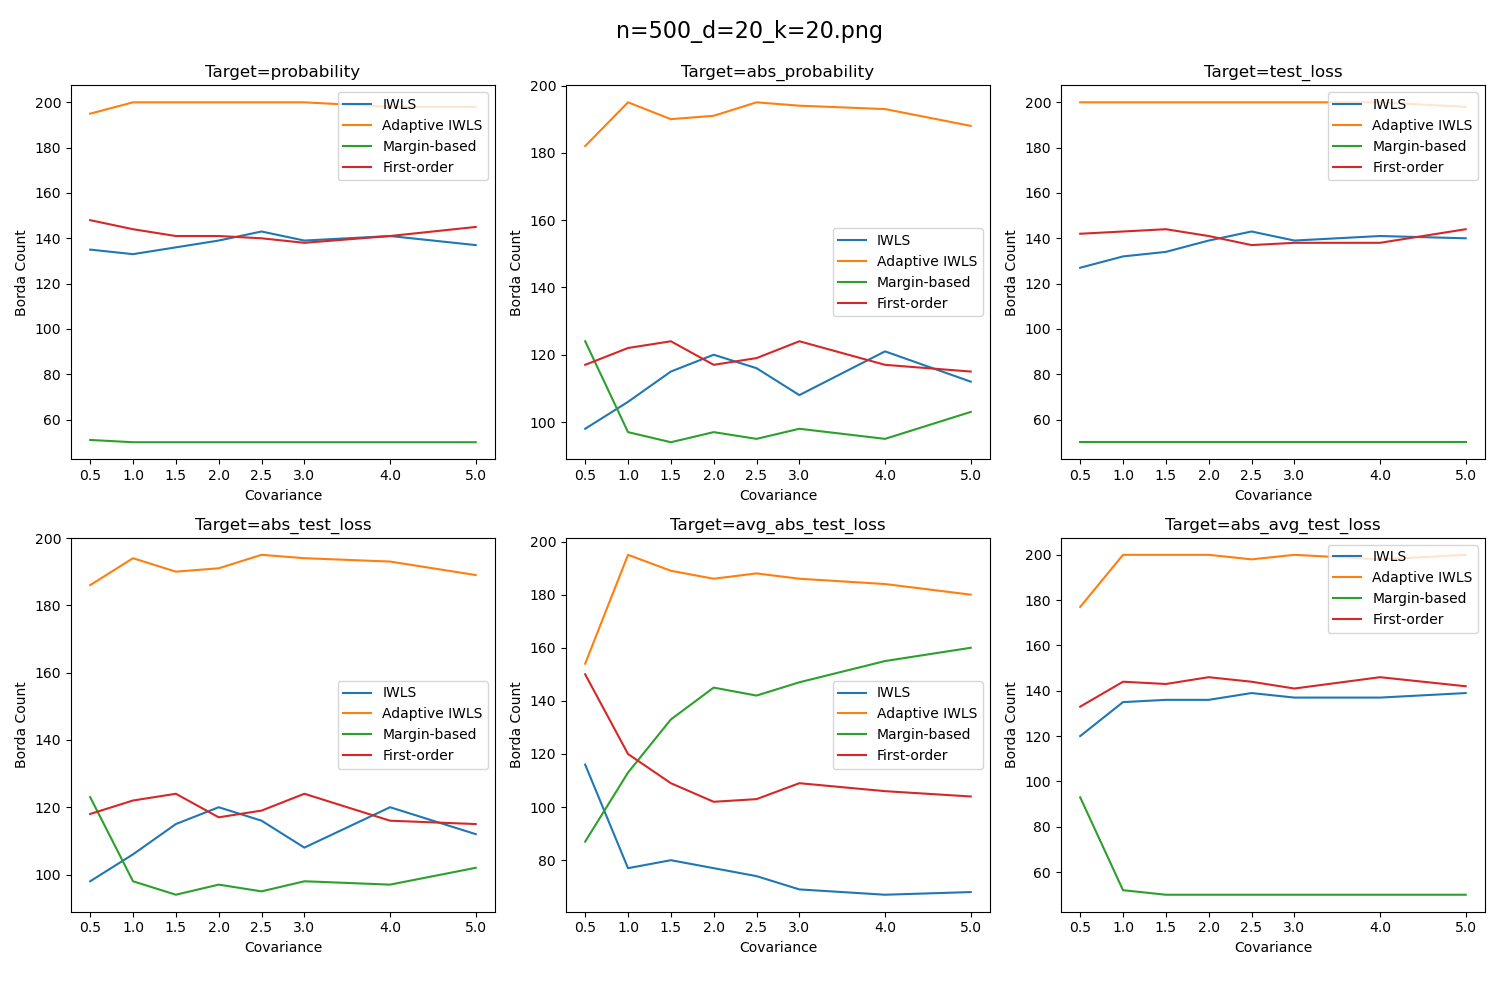 n=500_d=20_k=20.png
Target=probability
200
180
160
140
120
100
80
60
Borda Count
IWLS
Adaptive IWLS
Margin-based
First-order
0.5 1.0 1.5 2.0 2.5 3.0 4.0 5.0
Covariance
Target=abs_probability
200
180
160
140
120
100
Borda Count
IWLS
Adaptive IWLS
Margin-based
First-order
0.5 1.0 1.5 2.0 2.5 3.0 4.0 5.0
Covariance
Target=test_loss
200
180
160
140
120
100
80
60
Borda Count
IWLS
Adaptive IWLS
Margin-based
First-order
0.5 1.0 1.5 2.0 2.5 3.0 4.0 5.0
Covariance
Target=abs_test_loss
200
180
160
140
120
100
Borda Count
IWLS
Adaptive IWLS
Margin-based
First-order
0.5 1.0 1.5 2.0 2.5 3.0 4.0 5.0
Covariance
Target=avg_abs_test_loss
200
180
160
140
120
100
80
Borda Count
IWLS
Adaptive IWLS
Margin-based
First-order
0.5 1.0 1.5 2.0 2.5 3.0 4.0 5.0
Covariance
Target=abs_avg_test_loss
200
180
160
140
120
100
80
60
Borda Count
IWLS
Adaptive IWLS
Margin-based
First-order
0.5 1.0 1.5 2.0 2.5 3.0 4.0 5.0
Covariance